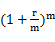 (1 + r/m)^m